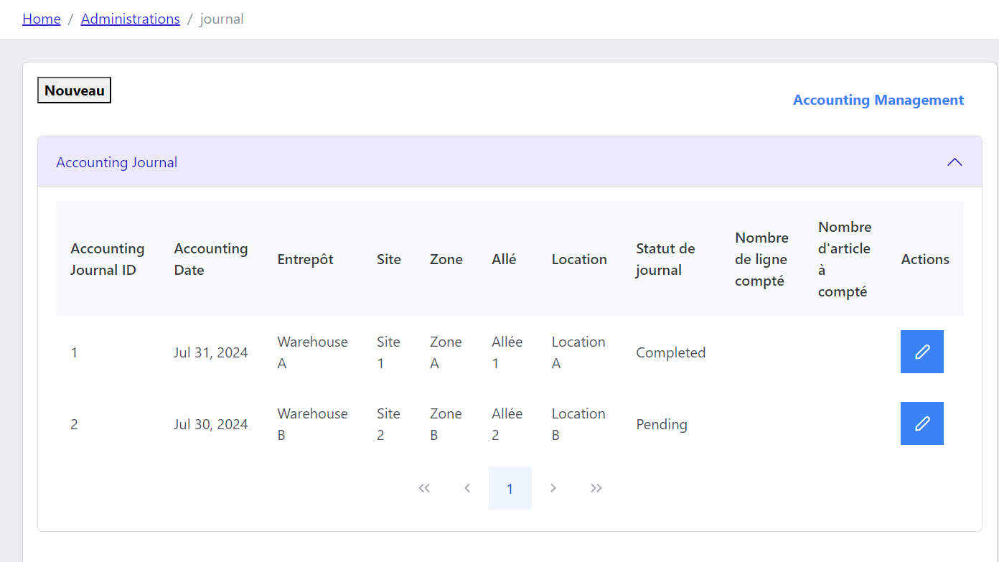 Home / Administrations / journal
Nouveau
Accounting Management
Accounting Journal
Accounting Journal ID
Accounting Date
Entrepôt
Site
Zone
Allé
Location
Statut de journal
Nombre de ligne compté
Nombre d'article à compté
Actions
1 Jul 31, 2024 Warehouse A Site 1 Zone A Allée 1 Location A Completed
2 Jul 30, 2024 Warehouse B Site 2 Zone B Allée 2 Location B Pending
1